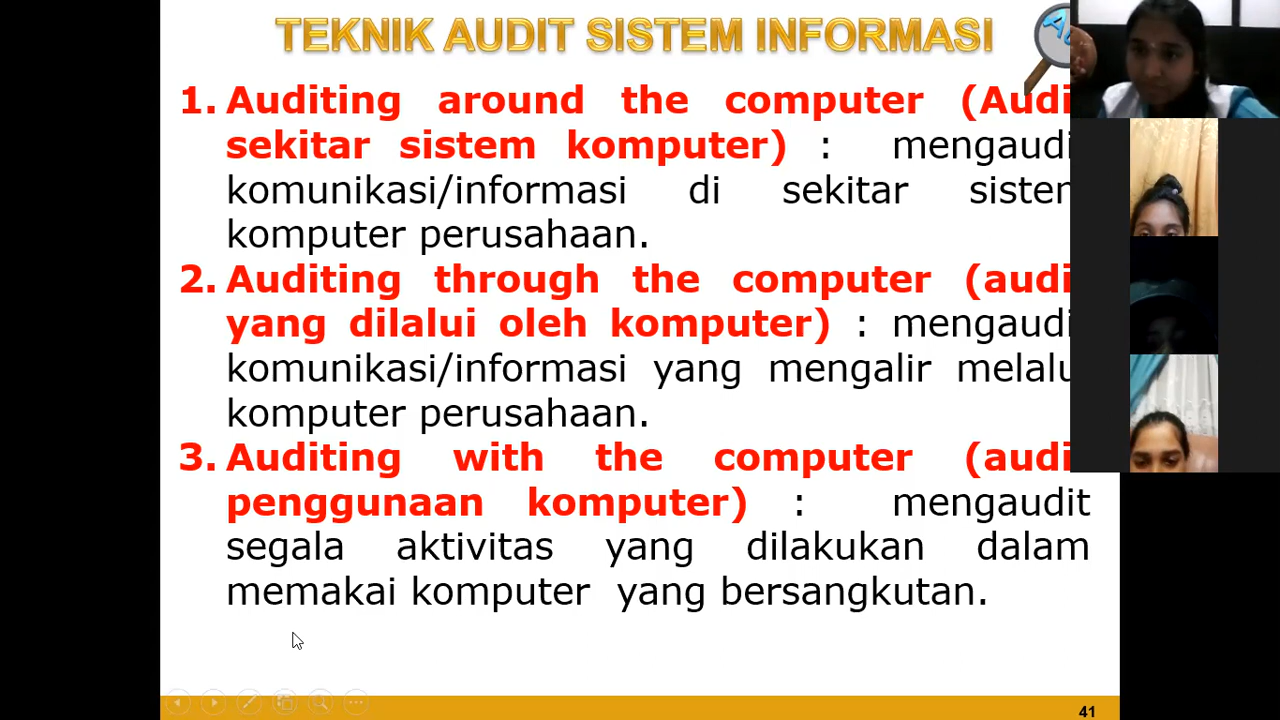 TEKNIK AUDIT SISTEM INFORMASI
1. Auditing around the computer (Audi
sekitar sistem komputer) : mengaudi
komunikasi/informasi di sekitar sistem
komputer perusahaan.
2. Auditing through the computer (audi
yang dilalui oleh komputer) : mengaudi
komunikasi/informasi yang mengalir melalu
komputer perusahaan.
3. Auditing with the computer (audi
penggunaan komputer) : mengaudit
segala aktivitas yang dilakukan dalam
memakai komputer yang bersangkutan.
41